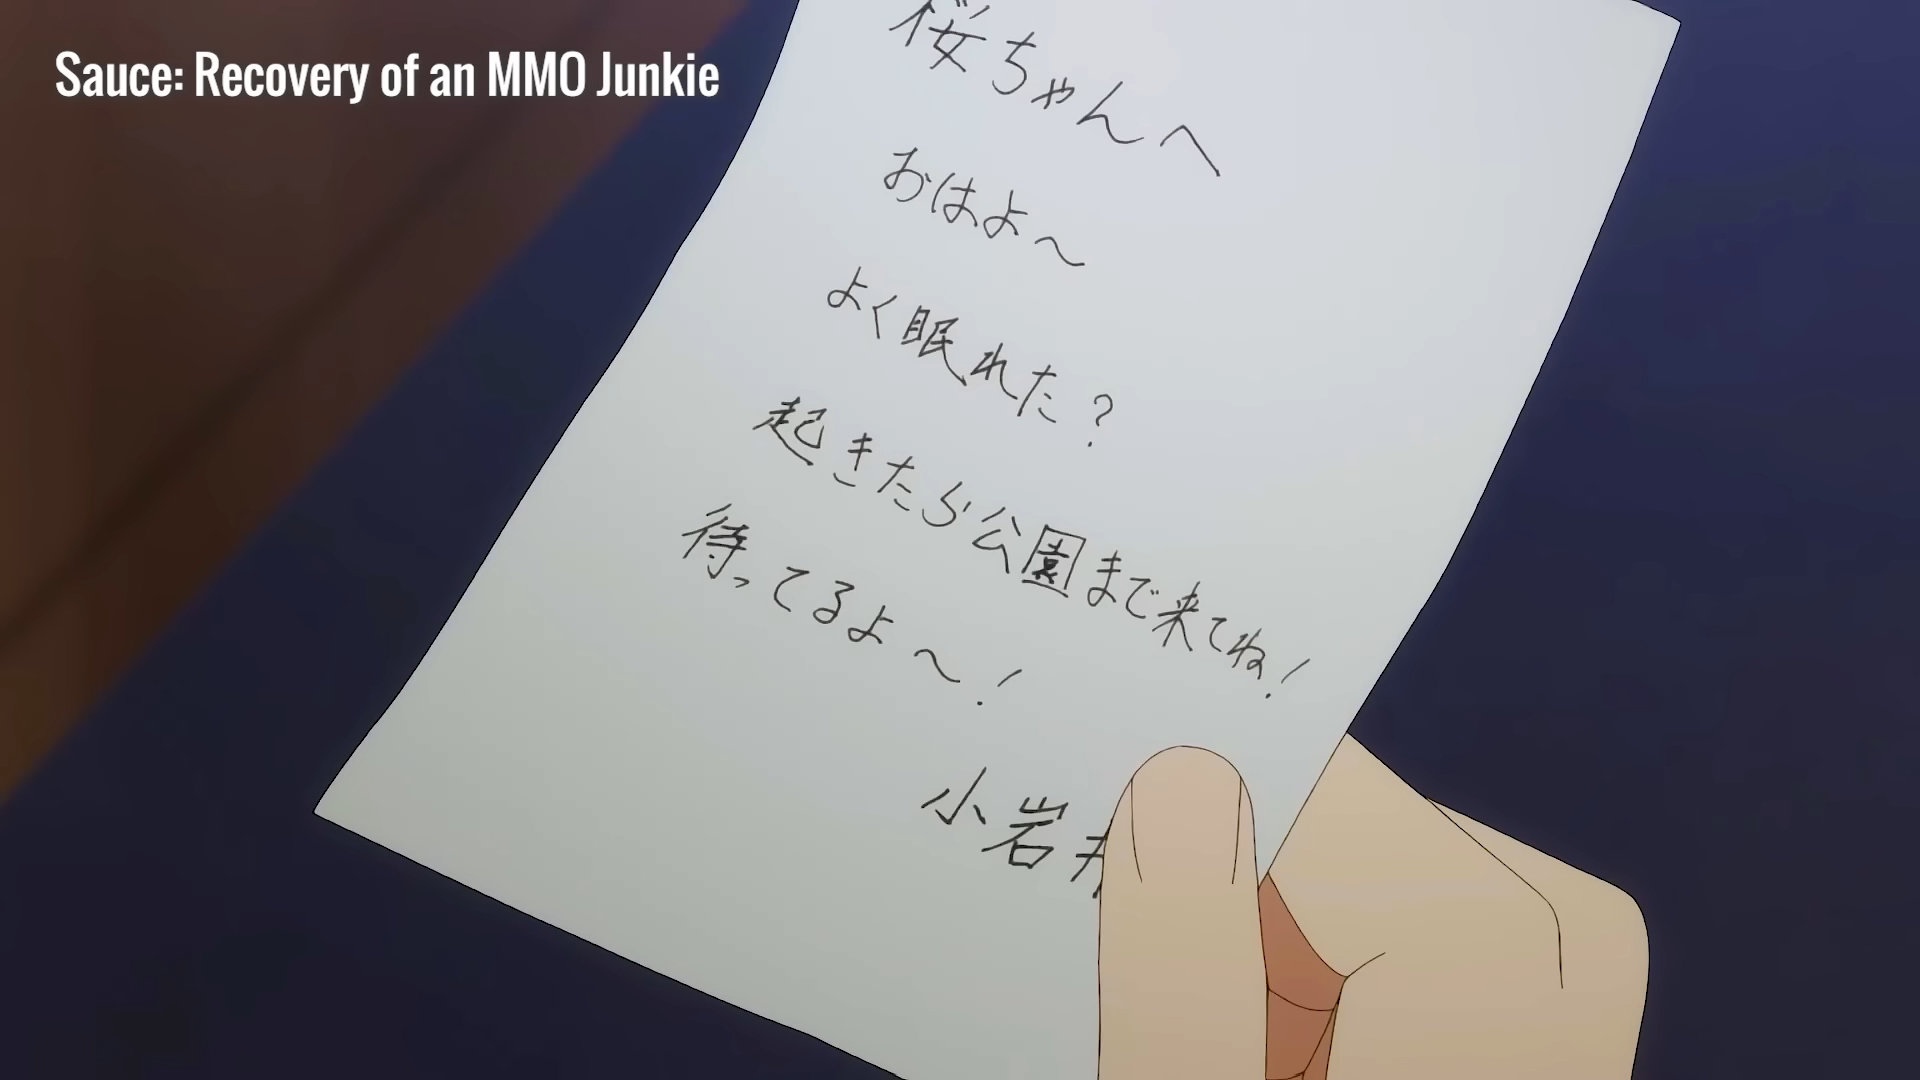 Sauce: Recovery of an MMO Junkie
桜ちゃんへ
おはよ～
よく眠れた？
起きたら公園まで来てね！
待ってるよ～！
小岩井